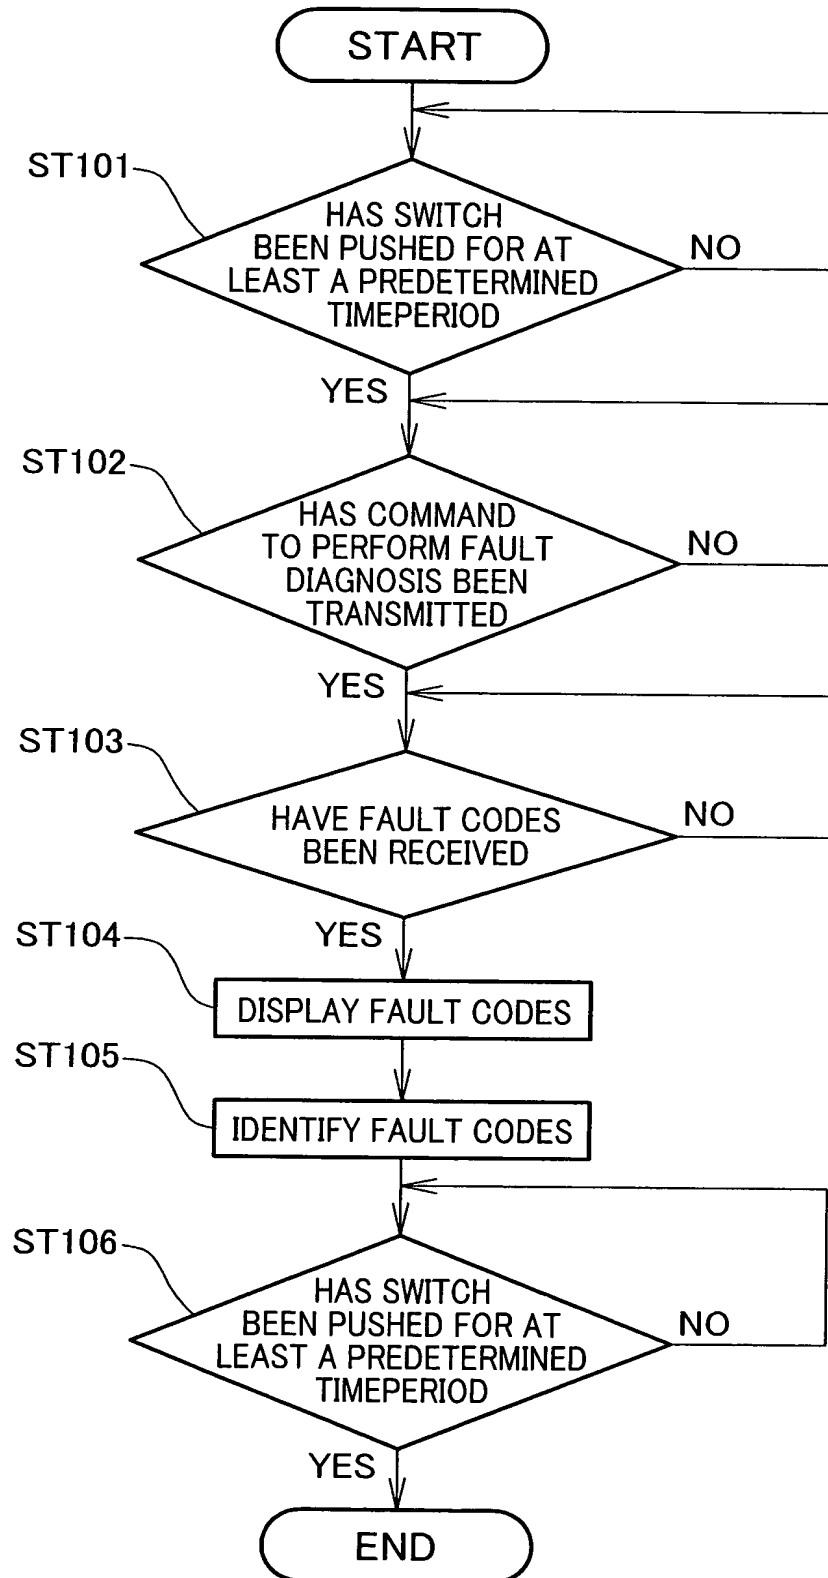 START
ST101
HAS SWITCH
BEEN PUSHED FOR AT
LEAST A PREDETERMINED
TIMEPERIOD
NO
YES
ST102
HAS COMMAND
TO PERFORM FAULT
DIAGNOSIS BEEN
TRANSMITTED
NO
YES
ST103
HAVE FAULT CODES
BEEN RECEIVED
NO
YES
ST104
DISPLAY FAULT CODES
ST105
IDENTIFY FAULT CODES
ST106
HAS SWITCH
BEEN PUSHED FOR AT
LEAST A PREDETERMINED
TIMEPERIOD
NO
YES
END